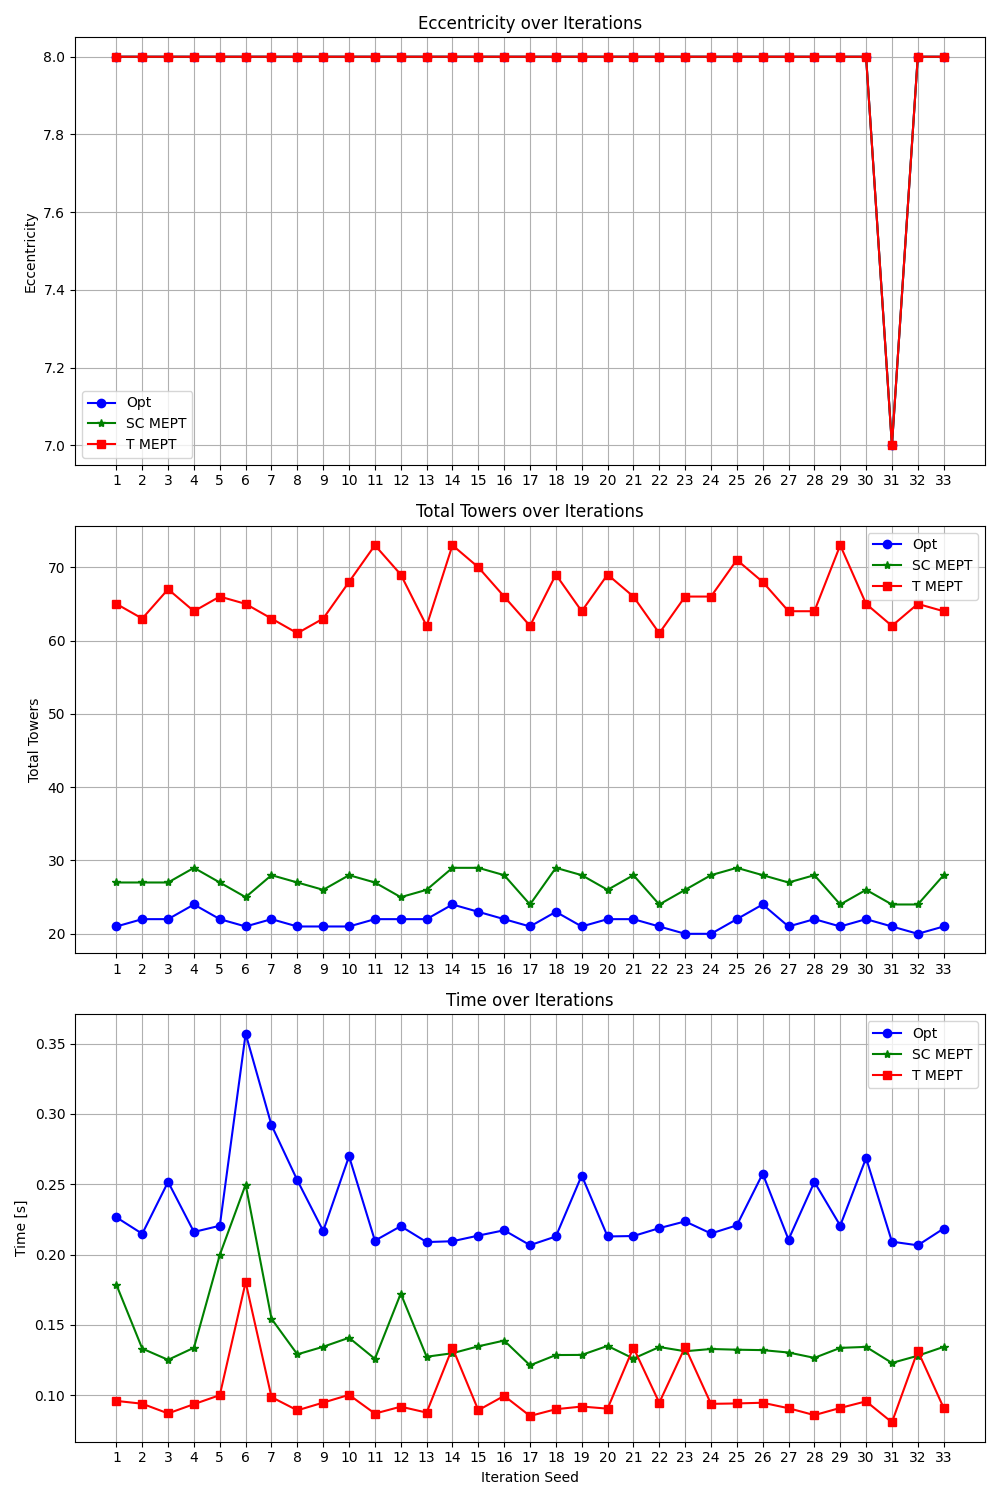 Eccentricity over Iterations
8.0
7.8
7.6
7.4
7.2
7.0
Eccentricity
Opt
SC MEPT
T MEPT
1 2 3 4 5 6 7 8 9 10 11 12 13 14 15 16 17 18 19 20 21 22 23 24 25 26 27 28 29 30 31 32 33
Total Towers over Iterations
70
60
50
40
30
20
Total Towers
Opt
SC MEPT
T MEPT
1 2 3 4 5 6 7 8 9 10 11 12 13 14 15 16 17 18 19 20 21 22 23 24 25 26 27 28 29 30 31 32 33
Time over Iterations
0.35
0.30
0.25
0.20
0.15
0.10
Time [s]
Opt
SC MEPT
T MEPT
1 2 3 4 5 6 7 8 9 10 11 12 13 14 15 16 17 18 19 20 21 22 23 24 25 26 27 28 29 30 31 32 33
Iteration Seed